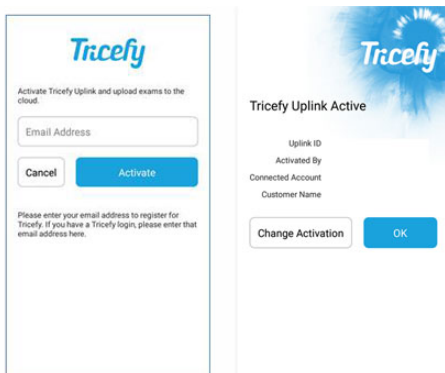 Tricefy
Activate Tricefy Uplink and upload exams to the
cloud.
Email Address
Cancel
Activate
Please enter your email address to register for
Tricefy. If you have a Tricefy login, please enter that
email address here.
Tricefy
Tricefy Uplink Active
Uplink ID
Activated By
Connected Account
Customer Name
Change Activation
OK